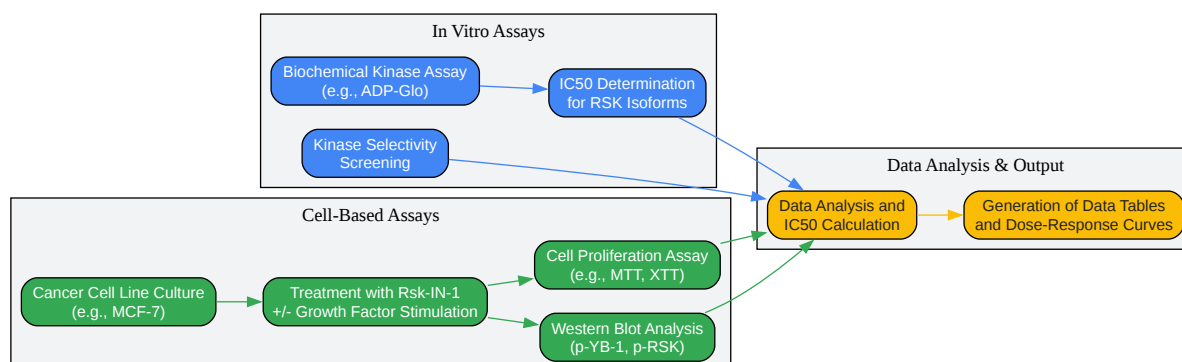 In Vitro Assays
Biochemical Kinase Assay
(e.g., ADP-Glo)
IC50 Determination
for RSK Isoforms
Kinase Selectivity
Screening
Data Analysis & Output
Data Analysis and
IC50 Calculation
Generation of Data Tables
and Dose-Response Curves
Cell-Based Assays
Cancer Cell Line Culture
(e.g., MCF-7)
Treatment with Rsk-IN-1
+/- Growth Factor Stimulation
Cell Proliferation Assay
(e.g., MTT, XTT)
Western Blot Analysis
(p-YB-1, p-RSK)